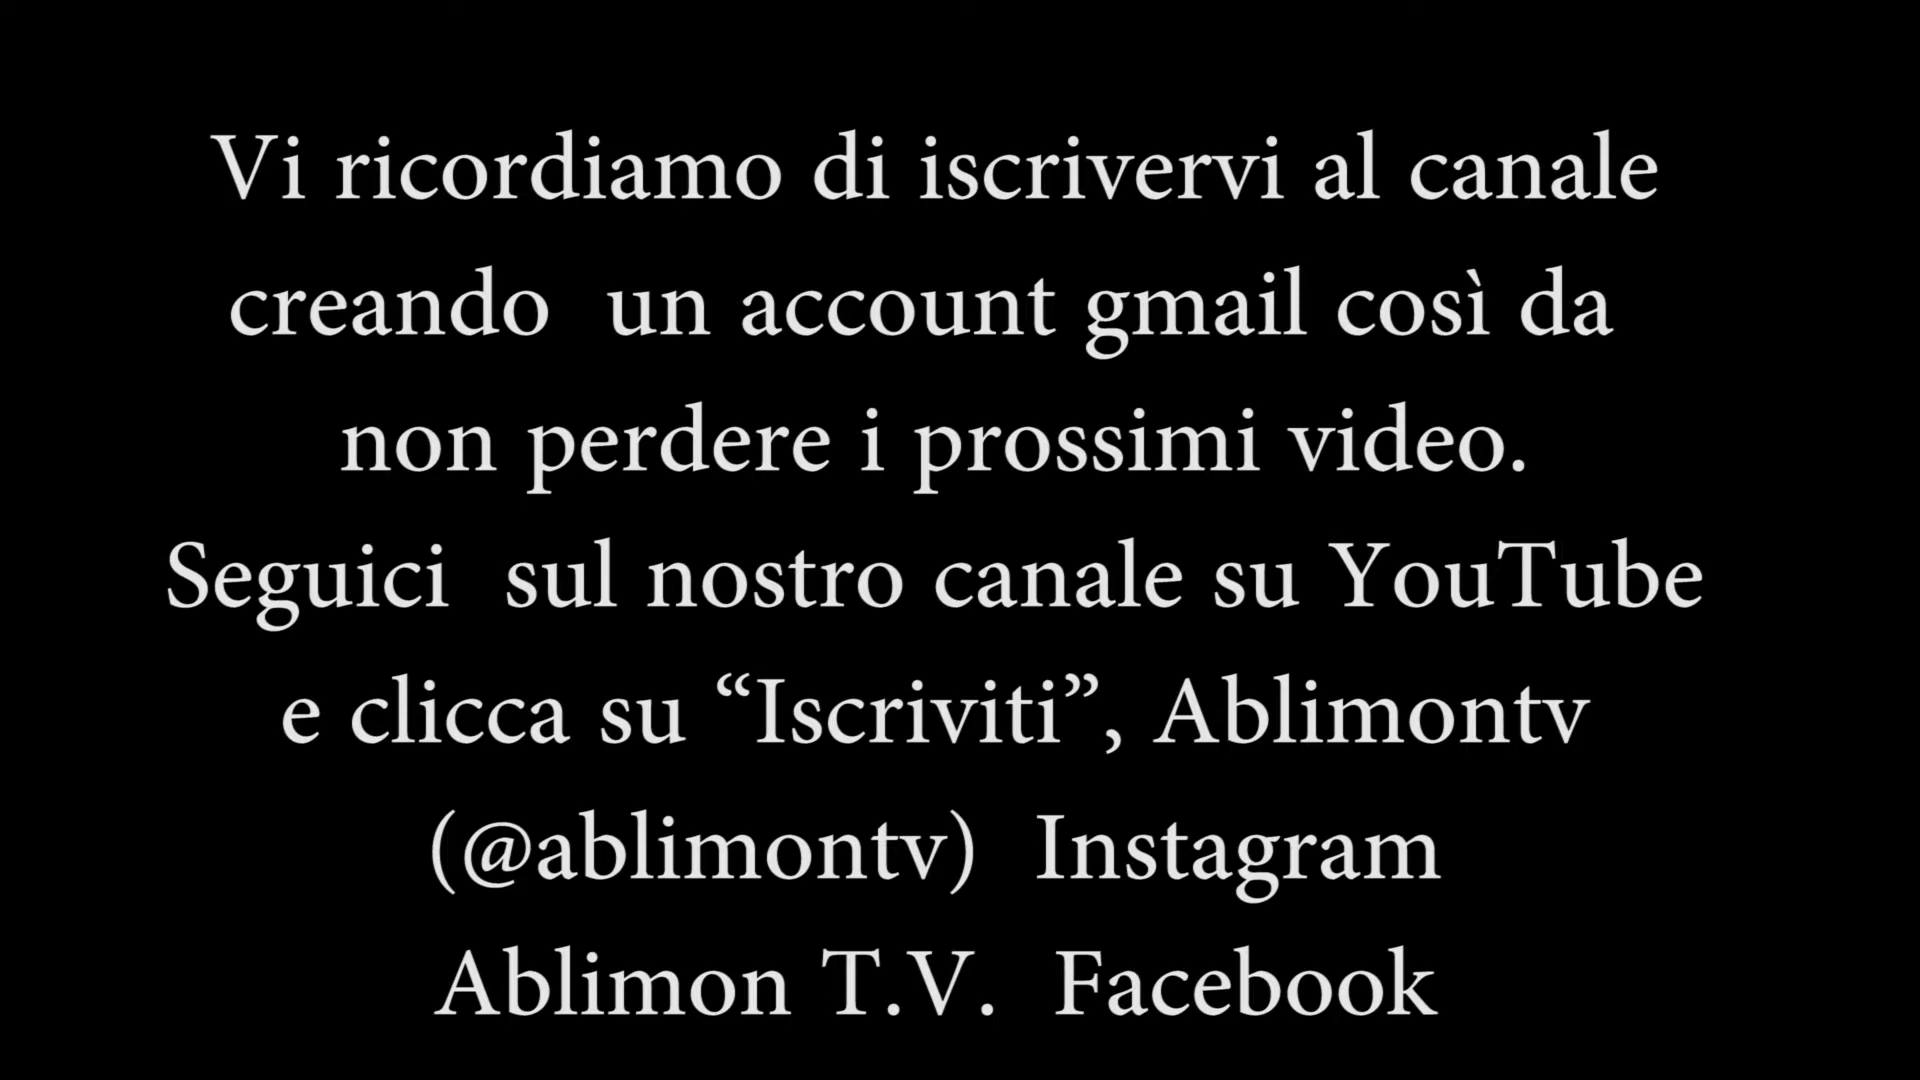 Vi ricordiamo di iscrivervi al canale
creando  un account gmail così da
non perdere i prossimi video.
Seguici  sul nostro canale su YouTube
e clicca su “Iscriviti”, Ablimontv
(@ablimontv)  Instagram
Ablimon T.V.  Facebook